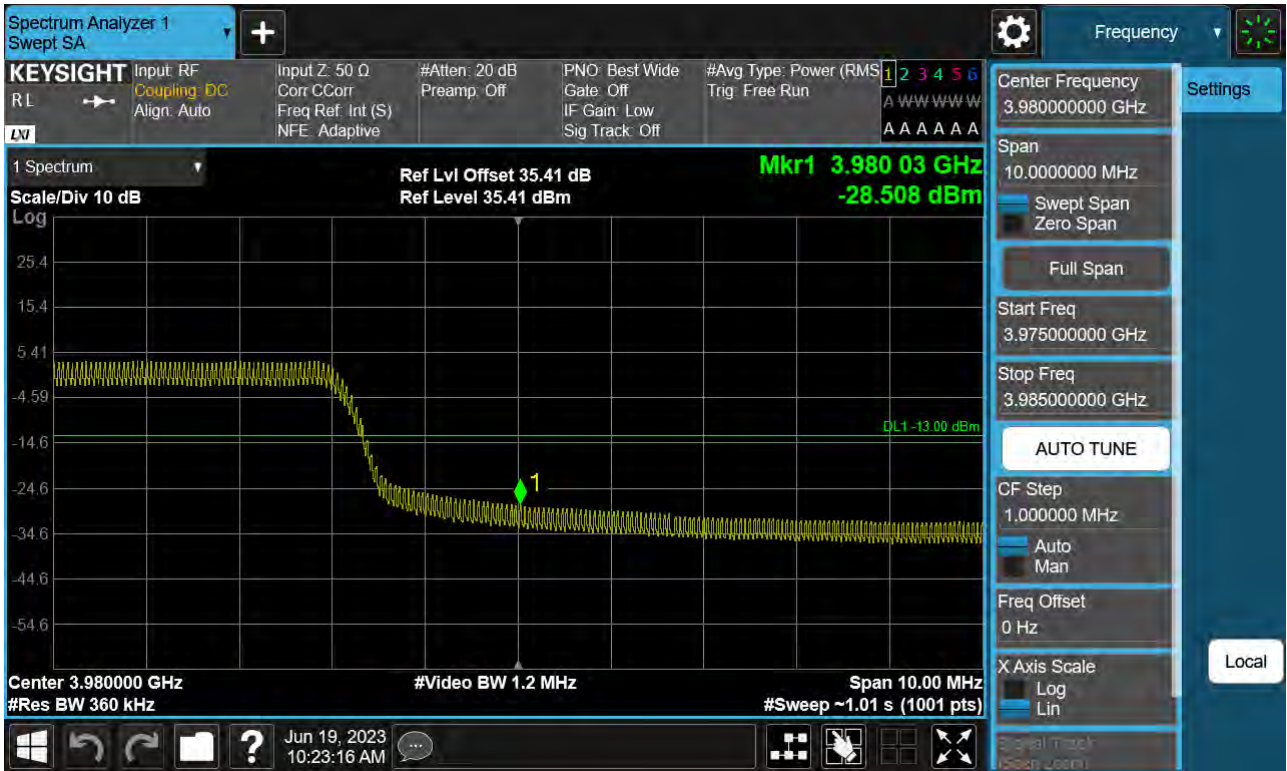 Spectrum Analyzer 1
Swept SA
+
Frequency
KEYSIGHT
RL
LXI
Input: RF
Coupling: DC
Align: Auto
Input Z: 50 Ω
Corr CCorr
Freq Ref: Int (S)
NFE: Adaptive
#Atten: 20 dB
Preamp: Off
PNO: Best Wide
Gate: Off
IF Gain: Low
Sig Track: Off
#Avg Type: Power (RMS
Trig: Free Run
1 2 3 4 5 6
A W W W W W
A A A A A A
1 Spectrum
Scale/Div 10 dB
Log
Ref Lvl Offset 35.41 dB
Ref Level 35.41 dBm
Mkr1 3.980 03 GHz
-28.508 dBm
25.4
15.4
5.41
-4.59
-14.6
-24.6
-34.6
-44.6
-54.6
DL1 -13.00 dBm
1
Center 3.980000 GHz
#Res BW 360 kHz
#Video BW 1.2 MHz
Span 10.00 MHz
#Sweep ~1.01 s (1001 pts)
Jun 19, 2023
10:23:16 AM
?
Center Frequency
3.980000000 GHz
Span
10.0000000 MHz
Swept Span
Zero Span
Full Span
Start Freq
3.975000000 GHz
Stop Freq
3.985000000 GHz
AUTO TUNE
CF Step
1.000000 MHz
Auto
Man
Freq Offset
0 Hz
X Axis Scale
Log
Lin
Signal Track
(Span Zoom)
Settings
Local